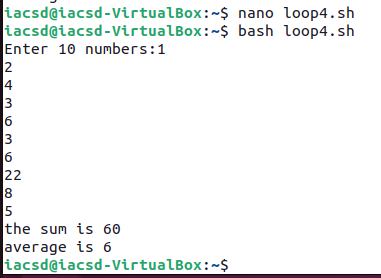 iacsd@iacsd-VirtualBox:~$ nano loop4.sh
iacsd@iacsd-VirtualBox:~$ bash loop4.sh
Enter 10 numbers:1
2
4
3
6
3
6
22
8
5
the sum is 60
average is 6
iacsd@iacsd-VirtualBox:~$